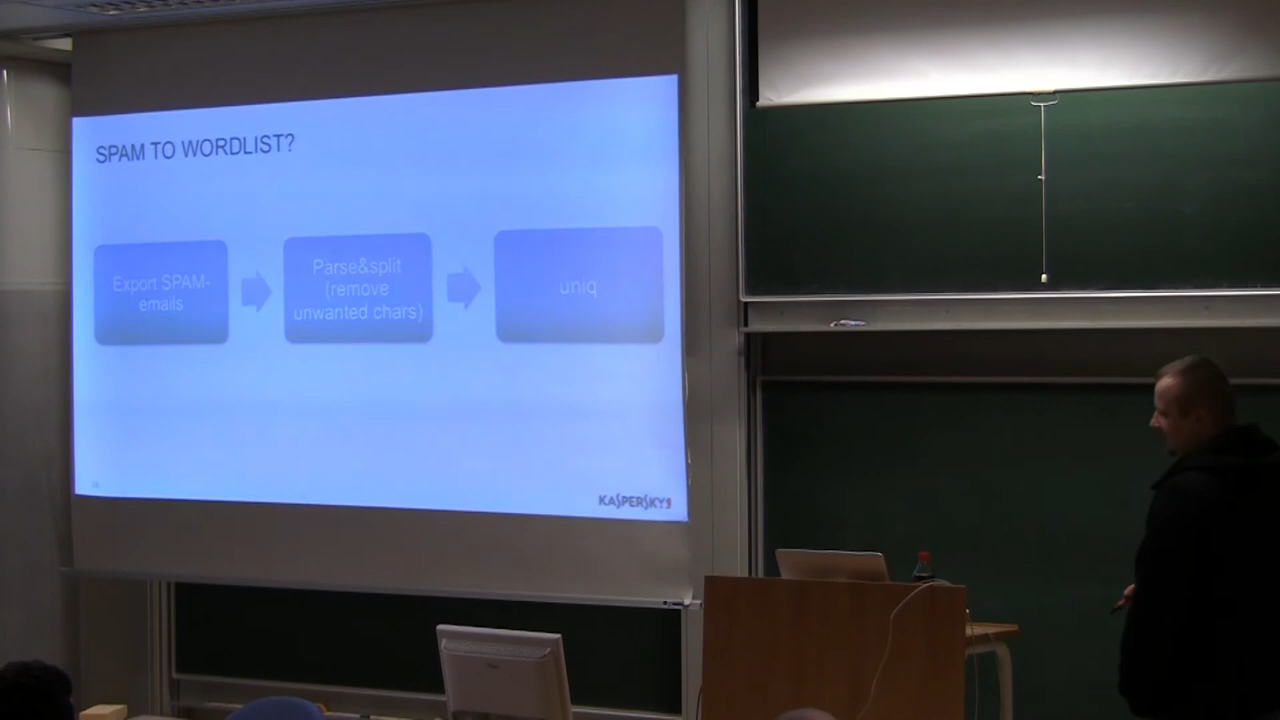 SPAM TO WORDLIST?
Export SPAM-
emails
Parse&split
(remove
unwanted chars)
uniq
KASPERSKY